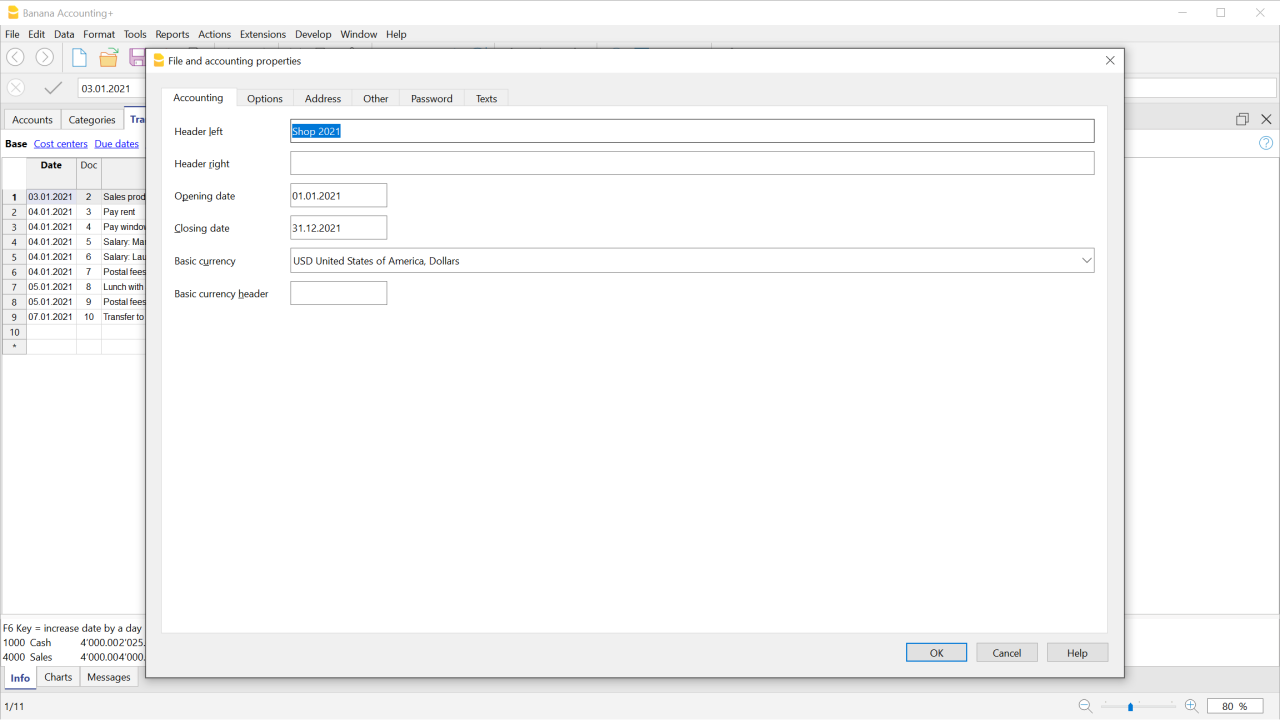 Banana Accounting+
File Edit Data Format Tools Reports Actions Extensions Develop Window Help
File and accounting properties
03.01.2021
Accounting Options Address Other Password Texts
Accounts Categories Tra
Base Cost centers Due dates
Date Doc
1 03.01.2021 2 Sales prod
2 04.01.2021 3 Pay rent
3 04.01.2021 4 Pay window
4 04.01.2021 5 Salary: Mar
5 04.01.2021 6 Salary: Lau
6 04.01.2021 7 Postal fees
7 05.01.2021 8 Lunch with
8 05.01.2021 9 Postal fees
9 07.01.2021 10 Transfer to
10
*
Header left Shop 2021
Header right
Opening date 01.01.2021
Closing date 31.12.2021
Basic currency USD United States of America, Dollars
Basic currency header
OK Cancel Help
F6 Key = increase date by a day
1000 Cash 4'000.00 2'025.
4000 Sales 4'000.00 4'000.
Info Charts Messages
1/11
80 %